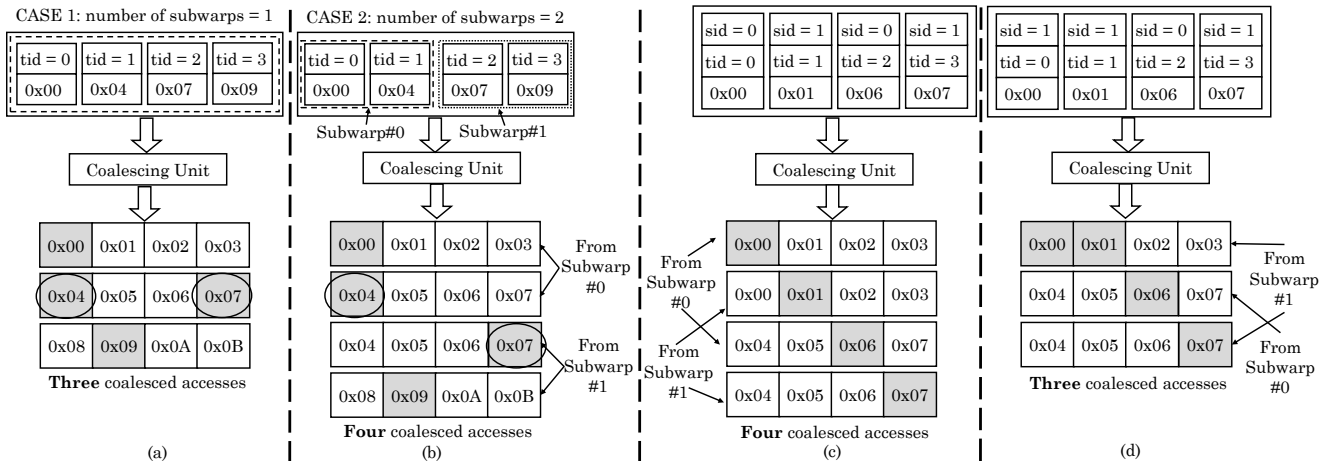 CASE 1: number of subwarps = 1
tid = 0 tid = 1 tid = 2 tid = 3
0x00 0x04 0x07 0x09
Coalescing Unit
0x00 0x01 0x02 0x03
0x04 0x05 0x06 0x07
0x08 0x09 0x0A 0x0B
Three coalesced accesses
(a)
CASE 2: number of subwarps = 2
tid = 0 tid = 1 tid = 2 tid = 3
0x00 0x04 0x07 0x09
Subwarp#0 Subwarp#1
Coalescing Unit
0x00 0x01 0x02 0x03
0x04 0x05 0x06 0x07
0x04 0x05 0x06 0x07
0x08 0x09 0x0A 0x0B
From
Subwarp
#0
From
Subwarp
#1
Four coalesced accesses
(b)
sid = 0 sid = 1 sid = 0 sid = 1
tid = 0 tid = 1 tid = 2 tid = 3
0x00 0x01 0x06 0x07
Coalescing Unit
From
Subwarp
#0
From
Subwarp
#1
0x00 0x01 0x02 0x03
0x00 0x01 0x02 0x03
0x04 0x05 0x06 0x07
0x04 0x05 0x06 0x07
Four coalesced accesses
(c)
sid = 1 sid = 1 sid = 0 sid = 1
tid = 0 tid = 1 tid = 2 tid = 3
0x00 0x01 0x06 0x07
Coalescing Unit
0x00 0x01 0x02 0x03
0x04 0x05 0x06 0x07
0x04 0x05 0x06 0x07
From
Subwarp
#1
From
Subwarp
#0
Three coalesced accesses
(d)